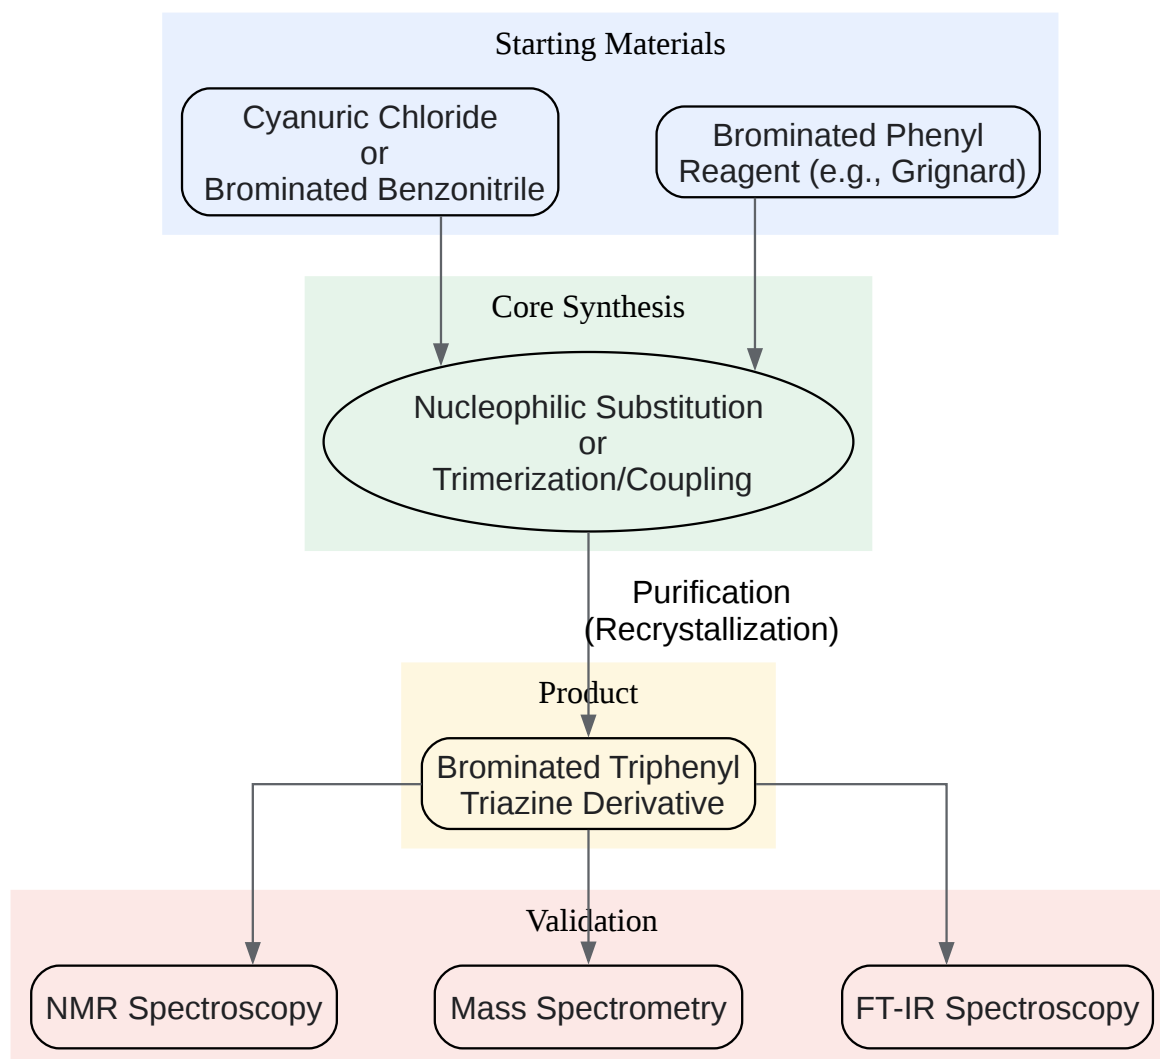 Starting Materials
Cyanuric Chloride
or
Brominated Benzonitrile
Brominated Phenyl
Reagent (e.g., Grignard)
Core Synthesis
Nucleophilic Substitution
or
Trimerization/Coupling
Purification
(Recrystallization)
Product
Brominated Triphenyl
Triazine Derivative
Validation
NMR Spectroscopy
Mass Spectrometry
FT-IR Spectroscopy